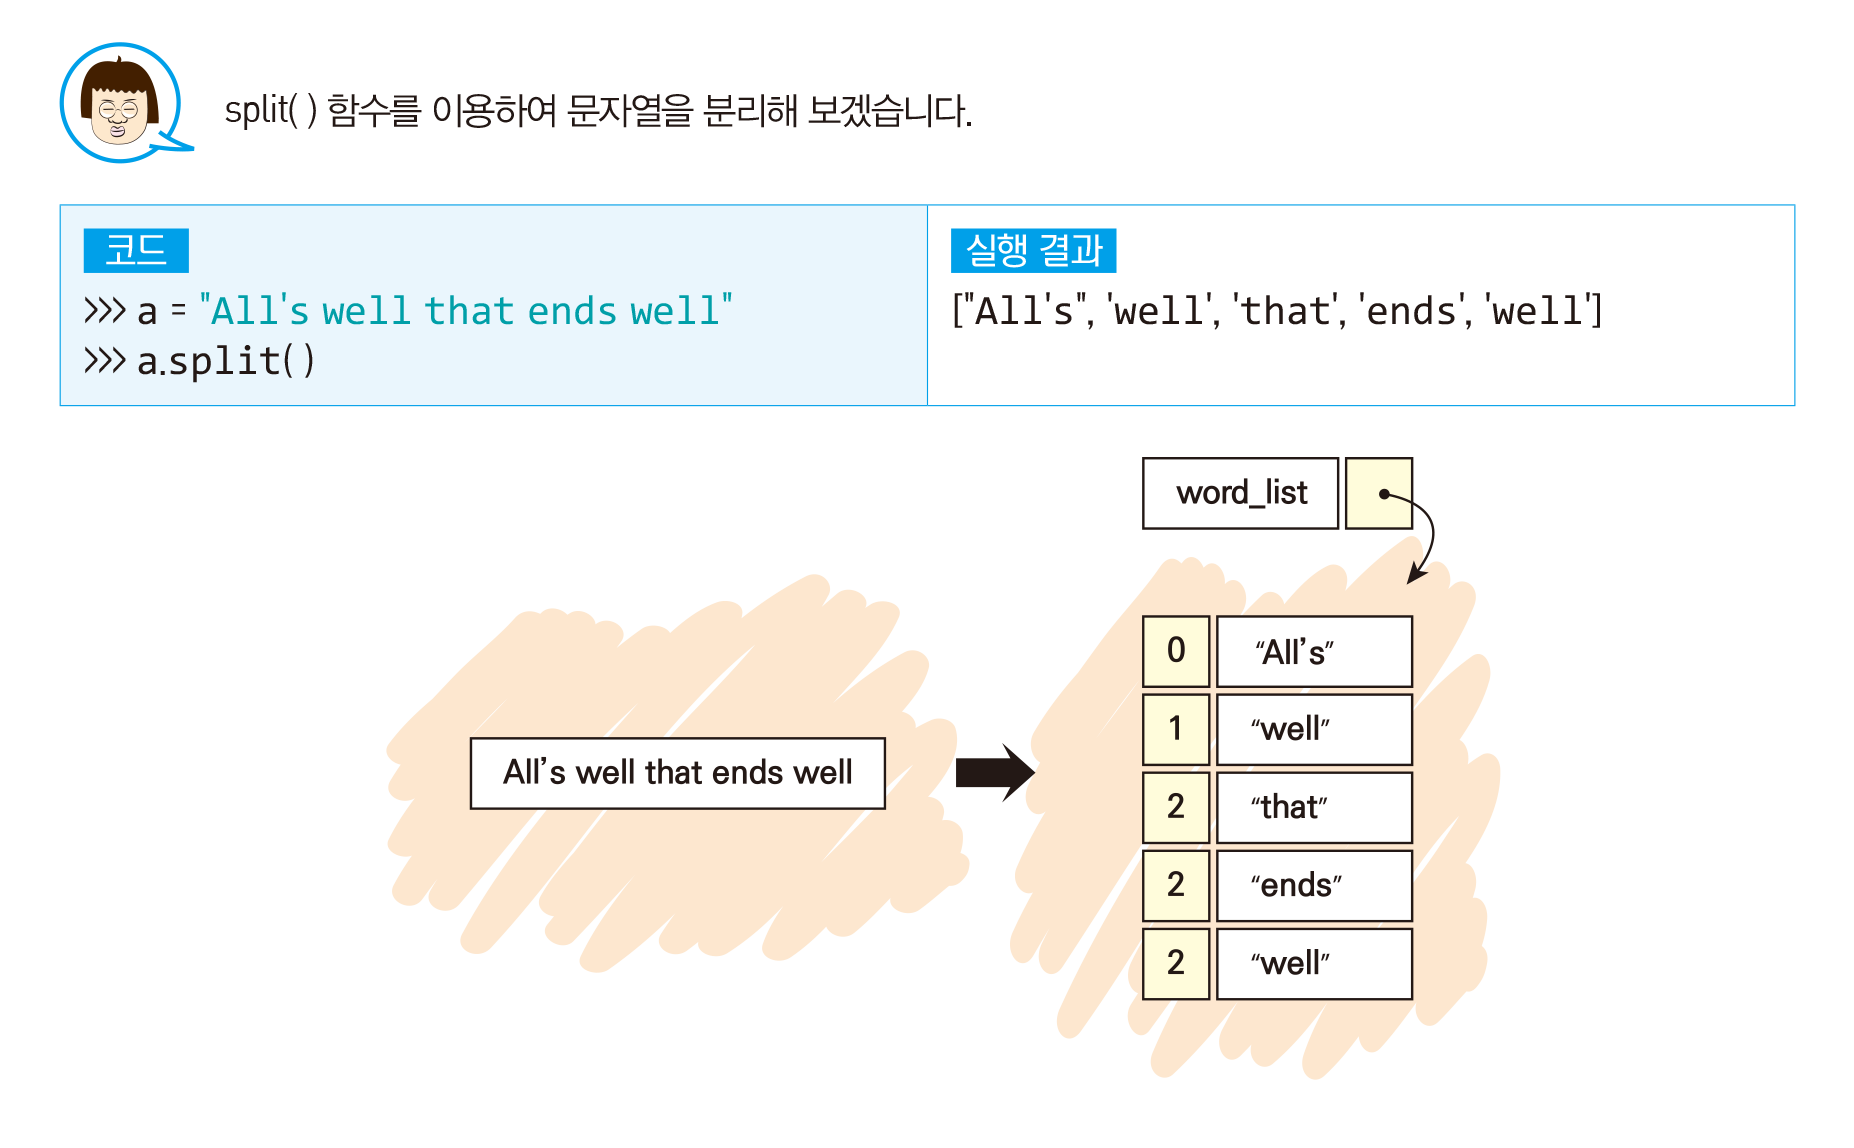 split( ) 함수를 이용하여 문자열을 분리해 보겠습니다.
코드
>>> a = "All's well that ends well"
>>> a.split( )
실행 결과
["All's", 'well', 'that', 'ends', 'well']
word_list
All’s well that ends well
0 “All’s”
1 “well”
2 “that”
2 “ends”
2 “well”